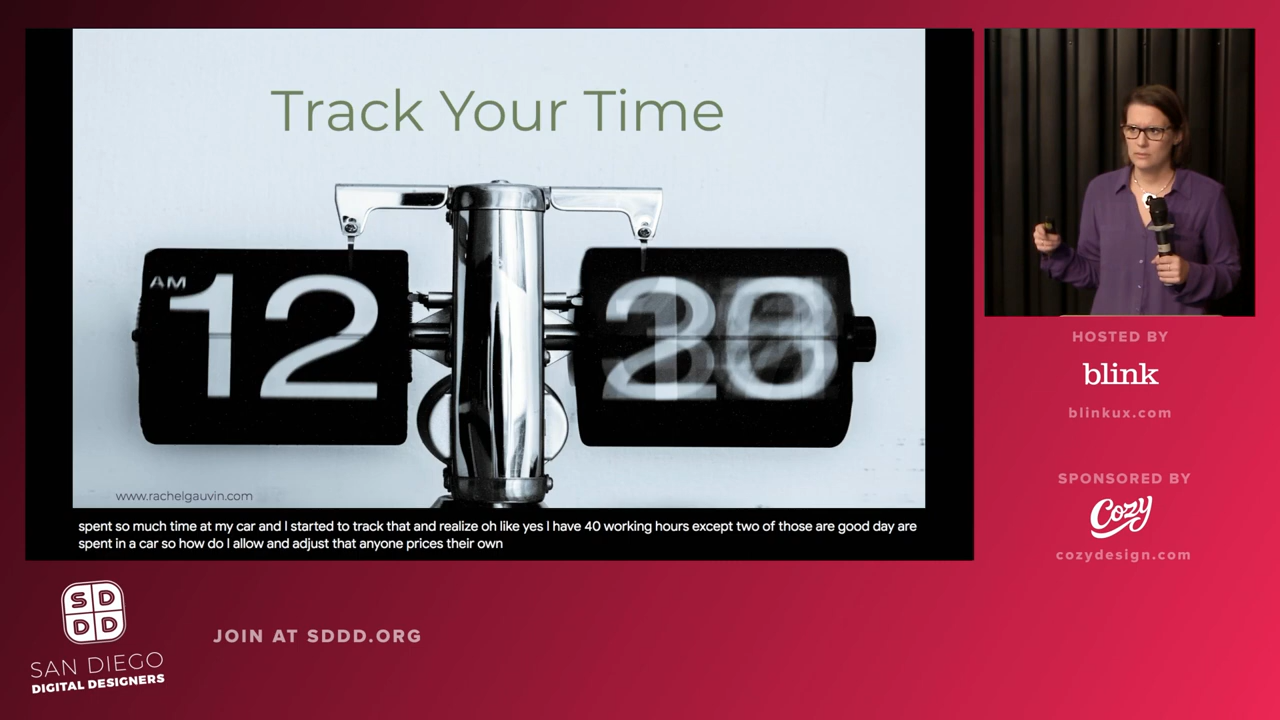 Track Your Time
AM
12
www.rachelgauvin.com
spent so much time at my car and I started to track that and realize oh like yes I have 40 working hours except two of those are good day are
spent in a car so how do I allow and adjust that anyone prices their own
HOSTED BY
blink
blinkux.com
SPONSORED BY
Cozy
cozydesign.com
SD
DD
SAN DIEGO
DIGITAL DESIGNERS
JOIN AT SDDD.ORG